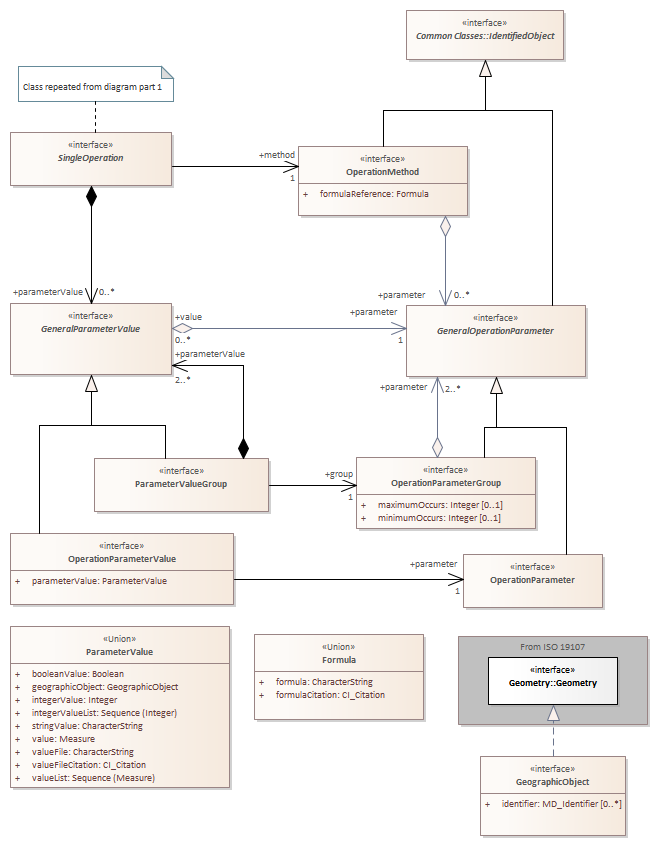 «interface»
Common Classes::IdentifiedObject
Class repeated from diagram part 1
«interface»
SingleOperation
+method
1
«interface»
OperationMethod
+ formulaReference: Formula
+parameterValue
0..*
+parameter
0..*
«interface»
GeneralParameterValue
+value
0..*
+parameter
1
«interface»
GeneralOperationParameter
+parameterValue
2..*
+parameter
2..*
«interface»
ParameterValueGroup
+group
1
«interface»
OperationParameterGroup
+ maximumOccurs: Integer [0..1]
+ minimumOccurs: Integer [0..1]
«interface»
OperationParameterValue
+ parameterValue: ParameterValue
+parameter
1
«interface»
OperationParameter
«Union»
ParameterValue
+ booleanValue: Boolean
+ geographicObject: GeographicObject
+ integerValue: Integer
+ integerValueList: Sequence (Integer)
+ stringValue: CharacterString
+ value: Measure
+ valueFile: CharacterString
+ valueFileCitation: CI_Citation
+ valueList: Sequence (Measure)
«Union»
Formula
+ formula: CharacterString
+ formulaCitation: CI_Citation
From ISO 19107
«interface»
Geometry::Geometry
«interface»
GeographicObject
+ identifier: MD_Identifier [0..*]